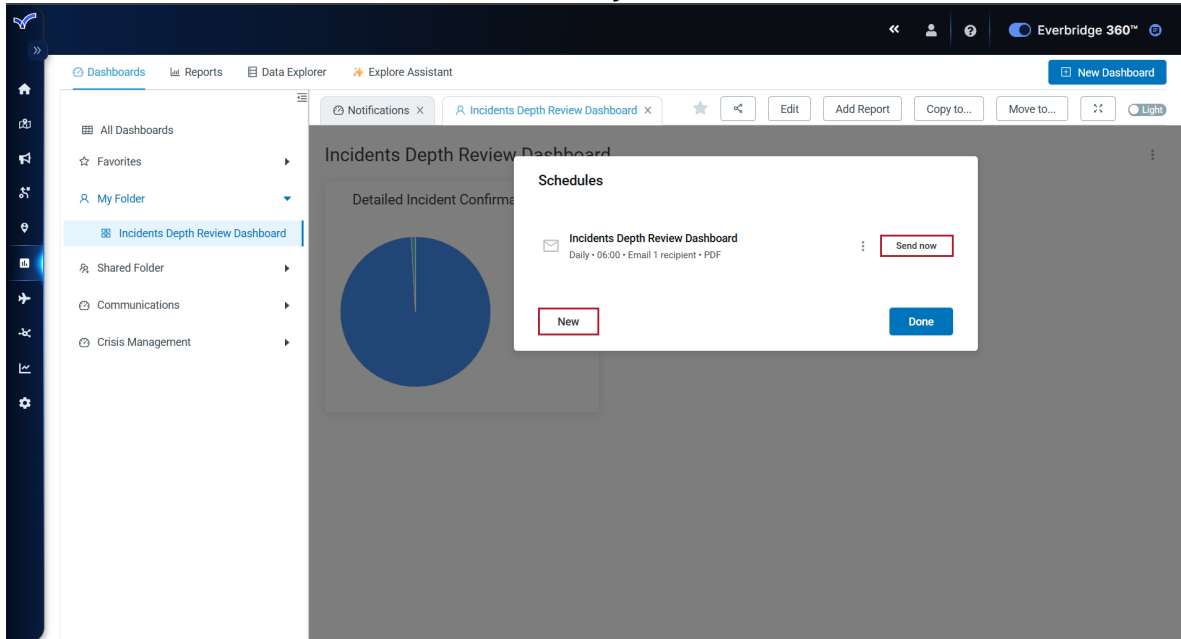 Everbridge 360™
Dashboards
Reports
Data Explorer
Explore Assistant
New Dashboard
Notifications
Incidents Depth Review Dashboard
Edit
Add Report
Copy to...
Move to...
Light
All Dashboards
Favorites
My Folder
Incidents Depth Review Dashboard
Shared Folder
Communications
Crisis Management
Incidents Depth Review Dashboard
Detailed Incident Confirma
Schedules
Incidents Depth Review Dashboard
Daily • 06:00 • Email 1 recipient • PDF
Send now
New
Done